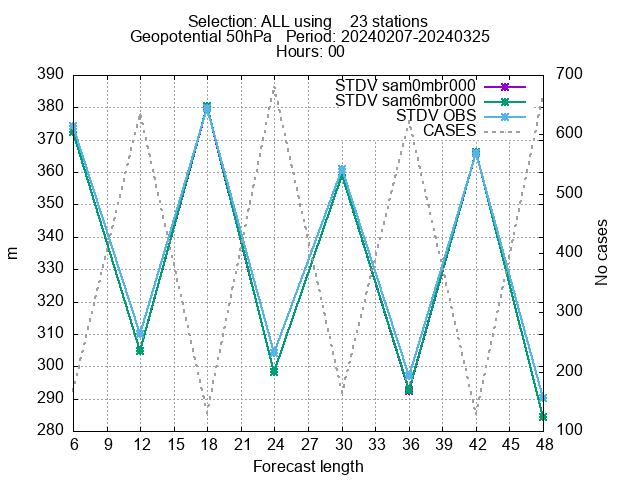 Selection: ALL using 23 stations
Geopotential 50hPa Period: 20240207-20240325
Hours: 00
390 700
STDV sam0mbr000
380 STDV sam6mbr000
STDV OBS
370 CASES 600
360
350 500
340
m 330 400 No cases
320
310 300
300 200
290
280 100
6 9 12 15 18 21 24 27 30 33 36 39 42 45 48
Forecast length